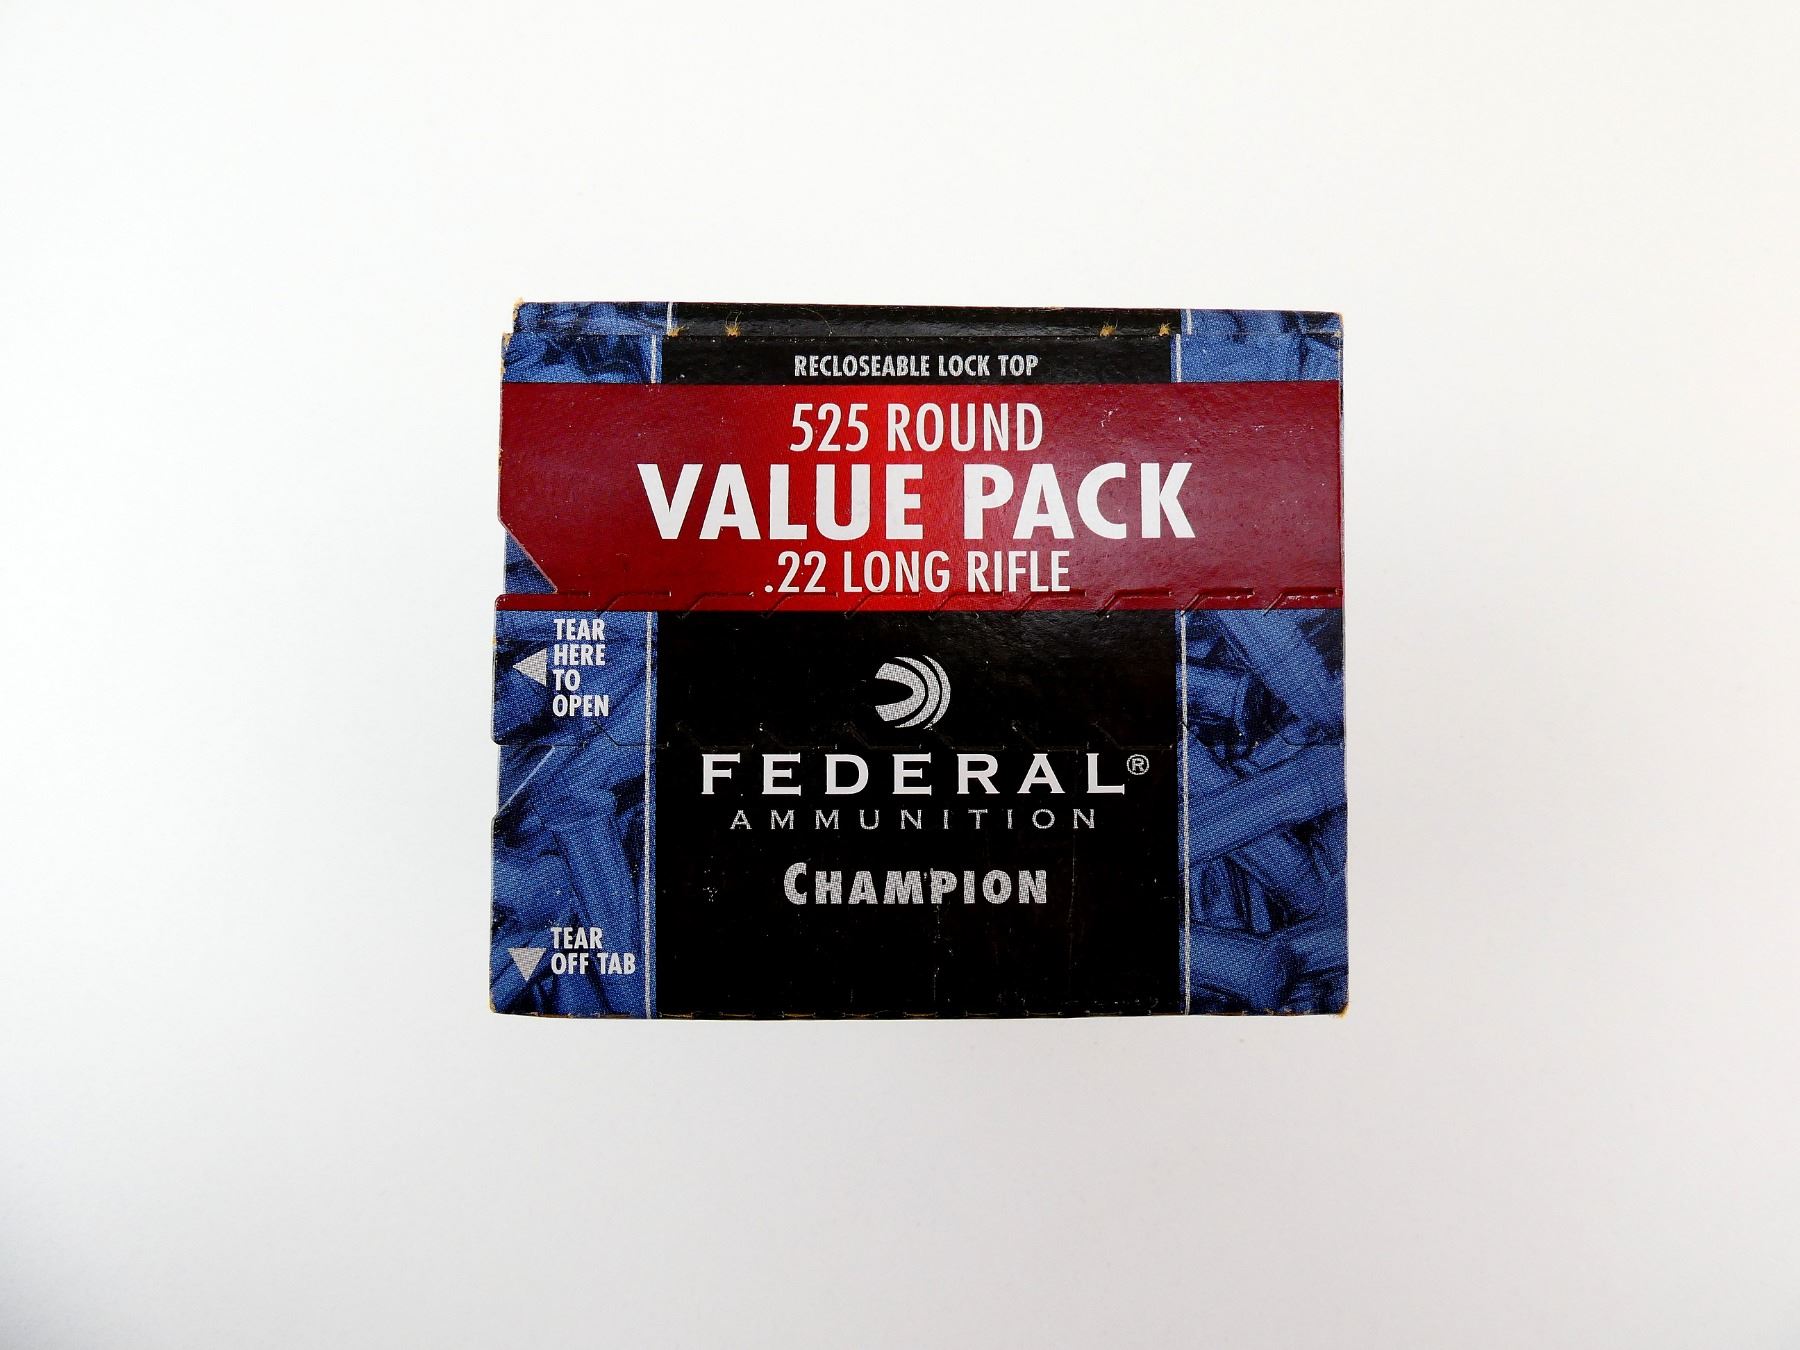 RECLOSEABLE LOCK TOP
525 ROUND
VALUE PACK
.22 LONG RIFLE
TEAR
HERE
TO
OPEN
FEDERAL®
AMMUNITION
CHAMPION
TEAR
OFF TAB